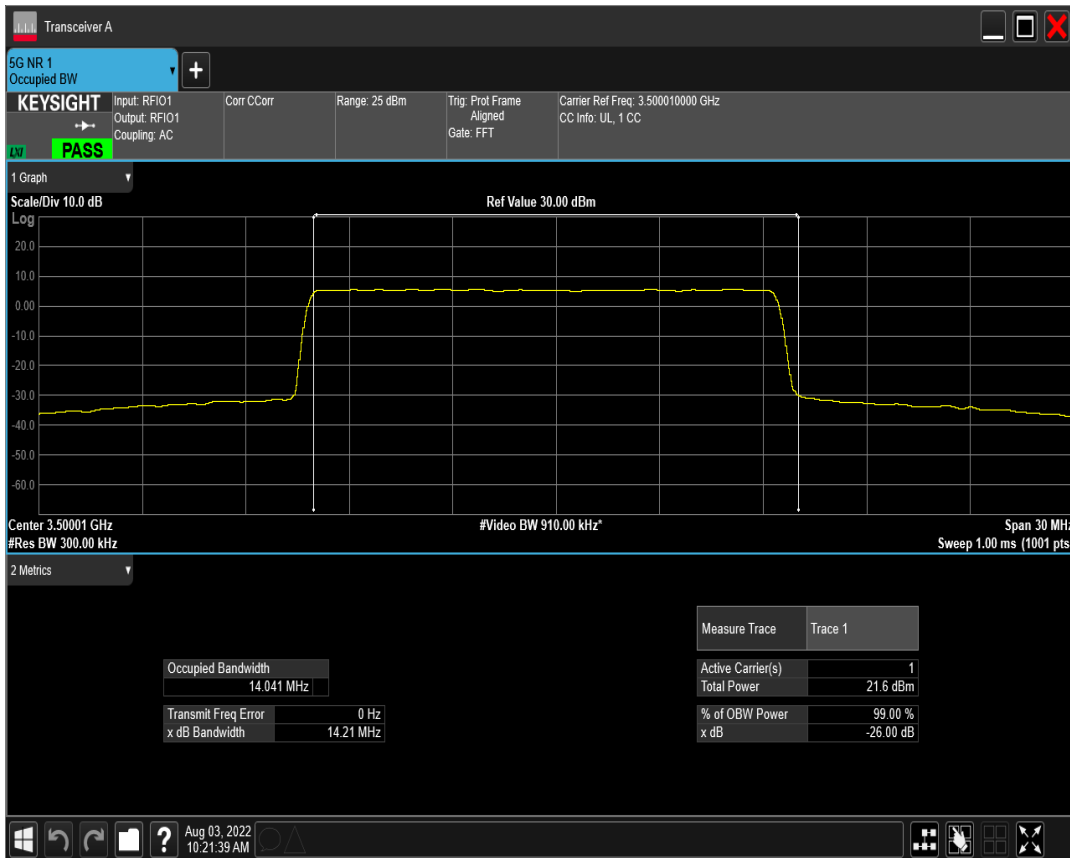 Transceiver A
5G NR 1
Occupied BW
KEYSIGHT
LXI
PASS
Input: RFIO1
Output: RFIO1
Coupling: AC
Corr CCorr
Range: 25 dBm
Trig: Prot Frame
Aligned
Gate: FFT
Carrier Ref Freq: 3.500010000 GHz
CC Info: UL, 1 CC
1 Graph
Scale/Div 10.0 dB
Ref Value 30.00 dBm
Log
20.0
10.0
0.00
-10.0
-20.0
-30.0
-40.0
-50.0
-60.0
Center 3.50001 GHz
#Video BW 910.00 kHz*
Span 30 MHz
#Res BW 300.00 kHz
Sweep 1.00 ms (1001 pts
2 Metrics
Measure Trace Trace 1
Occupied Bandwidth
14.041 MHz
Active Carrier(s) 1
Total Power 21.6 dBm
Transmit Freq Error 0 Hz
x dB Bandwidth 14.21 MHz
% of OBW Power 99.00 %
x dB -26.00 dB
?
Aug 03, 2022
10:21:39 AM